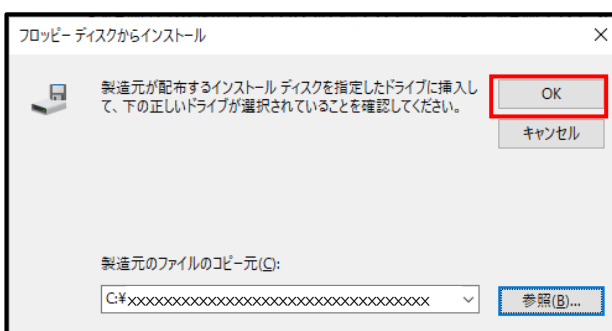 フロッピー ディスクからインストール
製造元が配布するインストール ディスクを指定したドライブに挿入し
て、下の正しいドライブが選択されていることを確認してください。
OK
キャンセル
製造元のファイルのコピー元(C):
C:¥xxxxxxxxxxxxxxxxxxxxxxxxxxxxxxxxxx
参照(B)...